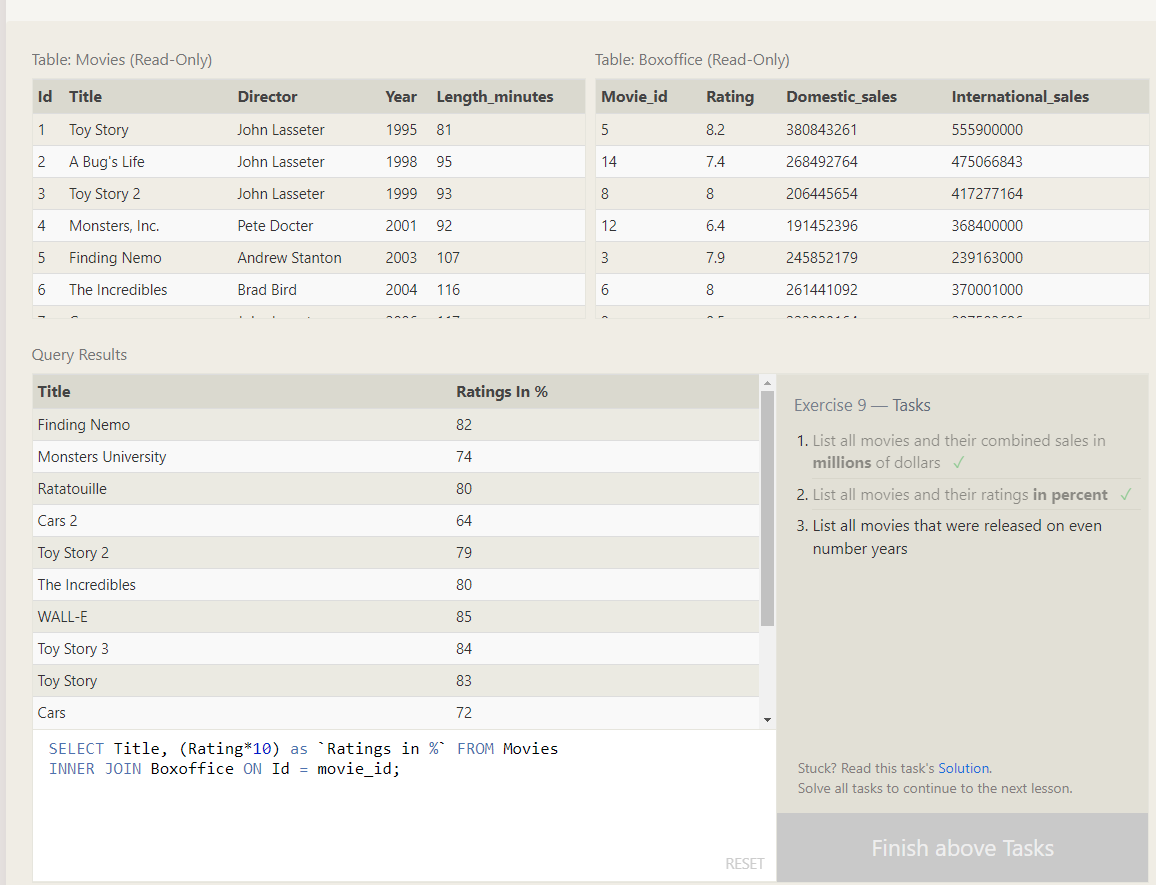 Table: Movies (Read-Only)
Id Title Director Year Length_minutes
1 Toy Story John Lasseter 1995 81
2 A Bug's Life John Lasseter 1998 95
3 Toy Story 2 John Lasseter 1999 93
4 Monsters, Inc. Pete Docter 2001 92
5 Finding Nemo Andrew Stanton 2003 107
6 The Incredibles Brad Bird 2004 116
Table: Boxoffice (Read-Only)
Movie_id Rating Domestic_sales International_sales
5 8.2 380843261 555900000
14 7.4 268492764 475066843
8 8 206445654 417277164
12 6.4 191452396 368400000
3 7.9 245852179 239163000
6 8 261441092 370001000
Query Results
Title Ratings In %
Finding Nemo 82
Monsters University 74
Ratatouille 80
Cars 2 64
Toy Story 2 79
The Incredibles 80
WALL-E 85
Toy Story 3 84
Toy Story 83
Cars 72
SELECT Title, (Rating*10) as `Ratings in %` FROM Movies
INNER JOIN Boxoffice ON Id = movie_id;
RESET
Exercise 9 — Tasks
1. List all movies and their combined sales in
millions of dollars ✓
2. List all movies and their ratings in percent ✓
3. List all movies that were released on even
number years
Stuck? Read this task's Solution.
Solve all tasks to continue to the next lesson.
Finish above Tasks